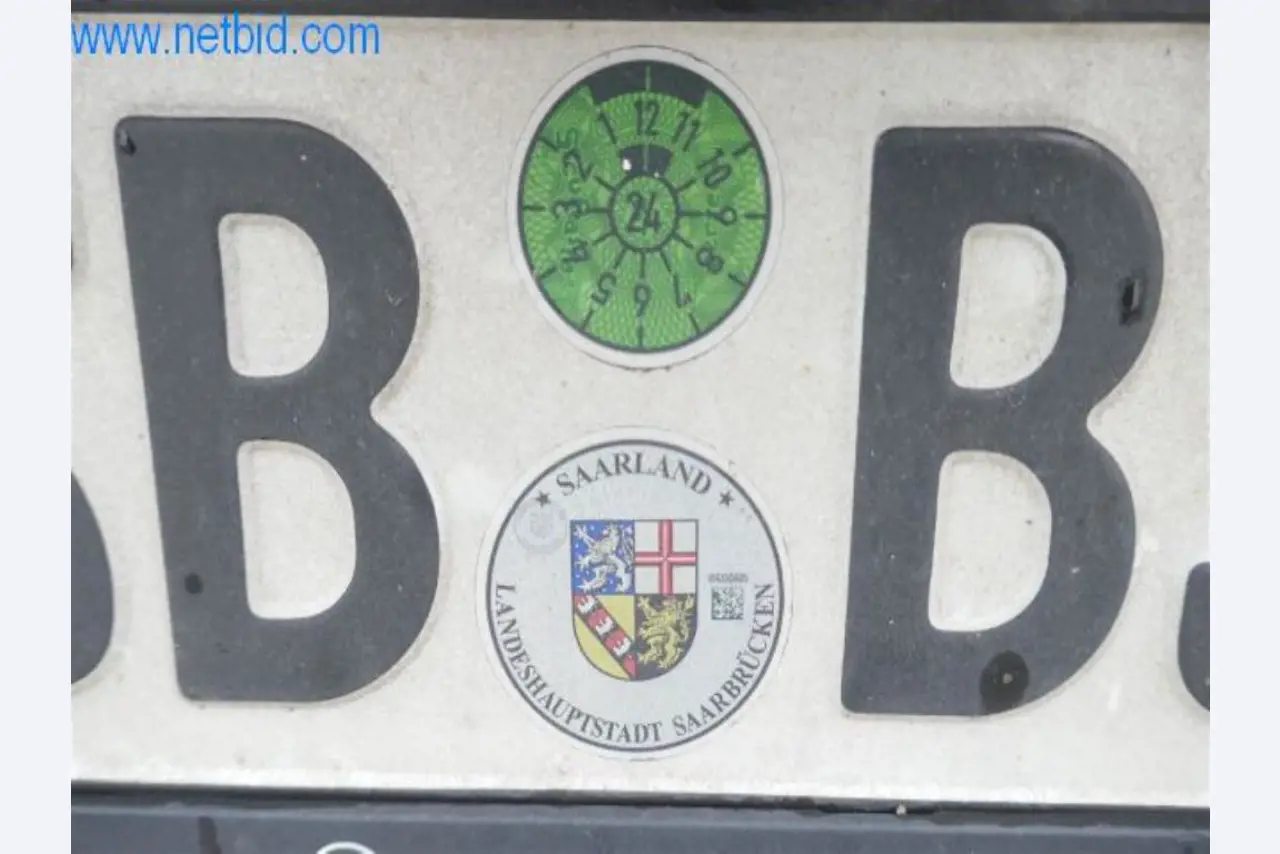 www.netbid.com
B
1 12 11 10 9 8 7 6 5 4 3 2
24
B
SAARLAND
LANDESHAUPTSTADT SAARBRÜCKEN